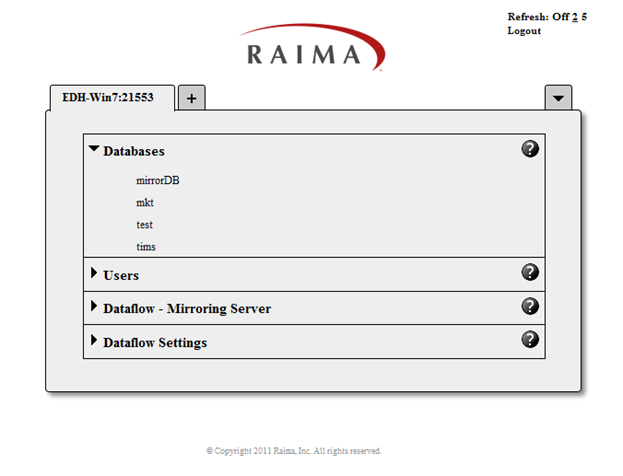 Refresh: Off 2 5
Logout
RAIMA
EDH-Win7:21553
+
Databases
?
mirrorDB
mkt
test
tims
Users
?
Dataflow - Mirroring Server
?
Dataflow Settings
?
© Copyright 2011 Raima, Inc. All rights reserved.